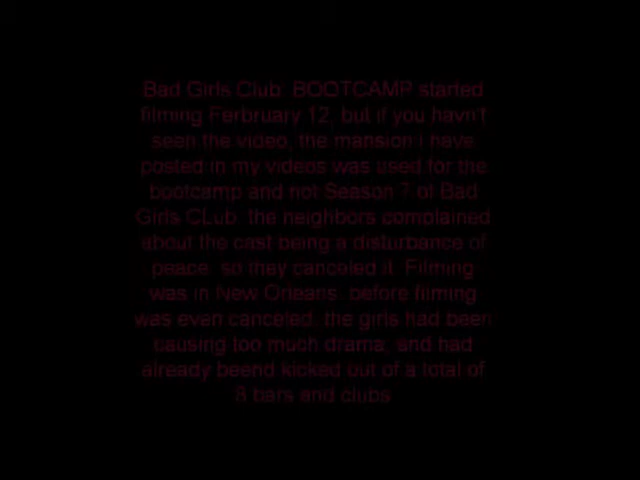 Bad Girls Club: BOOTCAMP started
filming Ferbruary 12, but if you havn't
seen the video, the mansion i have
posted in my videos was used for the
bootcamp and not Season 7 of Bad
Girls CLub. the neighbors complained
about the cast being a disturbance of
peace, so they canceled it. Filming
was in New Orleans. before filming
was even canceled, the girls had been
causing too much drama, and had
already beend kicked out of a total of
8 bars and clubs